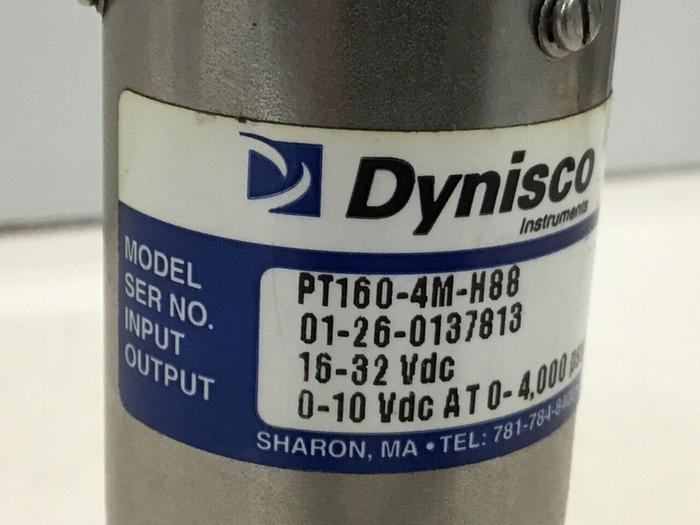 Dynisco
Instruments
MODEL PT160-4M-H88
SER NO. 01-26-0137813
INPUT 16-32 Vdc
OUTPUT 0-10 Vdc AT 0-4,000
SHARON, MA • TEL: 781-784-